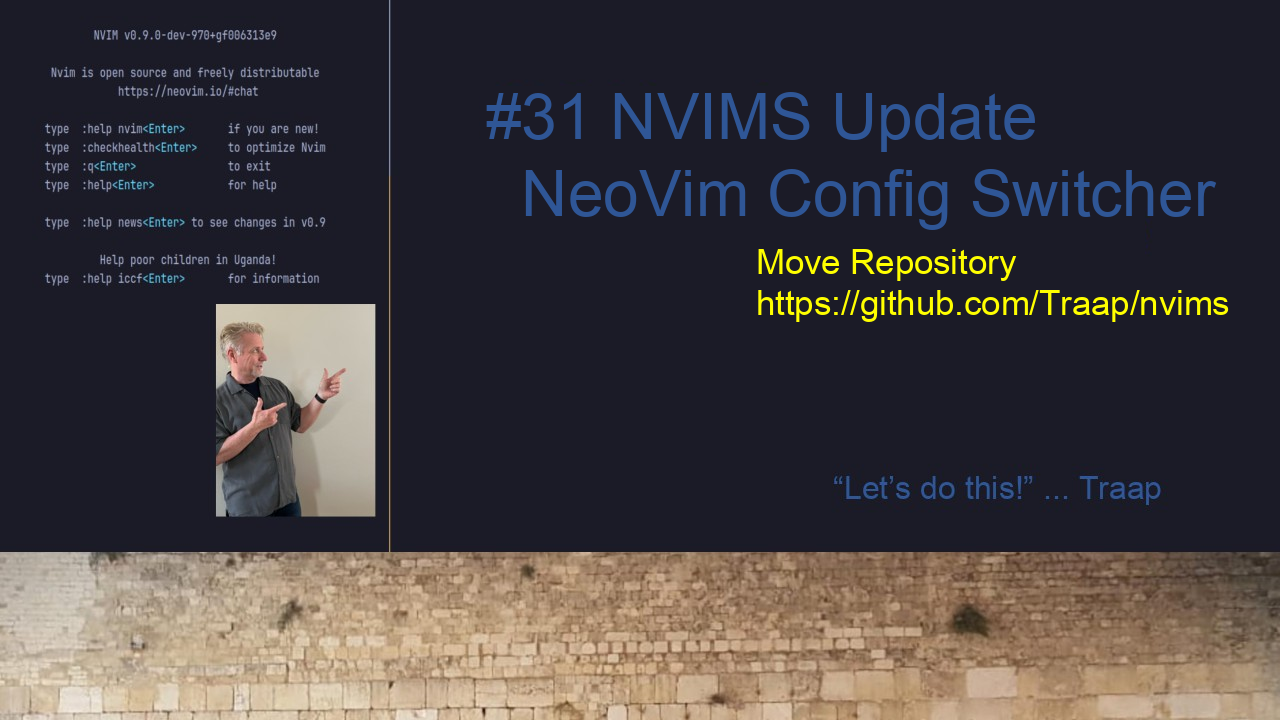 NVIM v0.9.0-dev-970+gf006313e9
Nvim is open source and freely distributable
https://neovim.io/#chat
type :help nvim<Enter> if you are new!
type :checkhealth<Enter> to optimize Nvim
type :q<Enter> to exit
type :help<Enter> for help
type :help news<Enter> to see changes in v0.9
Help poor children in Uganda!
type :help iccf<Enter> for information
#31 NVIMS Update
NeoVim Config Switcher
Move Repository
https://github.com/Traap/nvims
“Let’s do this!” ... Traap